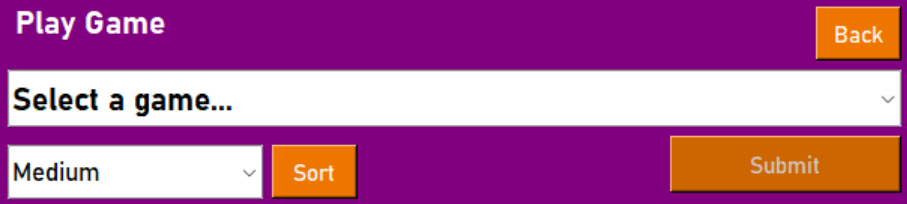 Play Game
Back
Select a game...
Medium
Sort
Submit